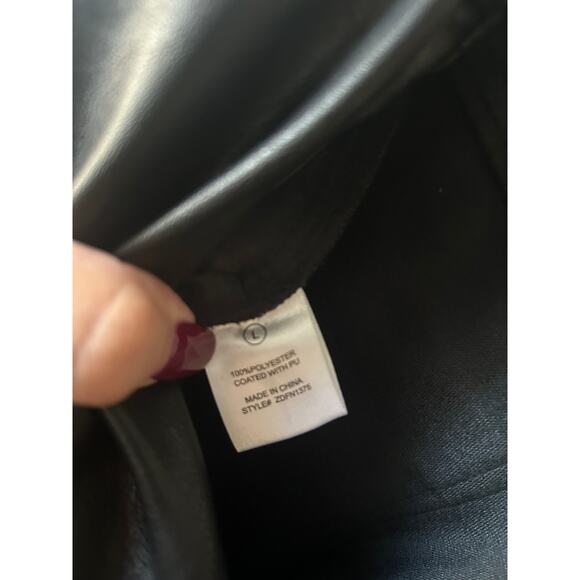 L
100%POLYESTER
COATED WITH PU
MADE IN CHINA
STYLE# ZDFN1375